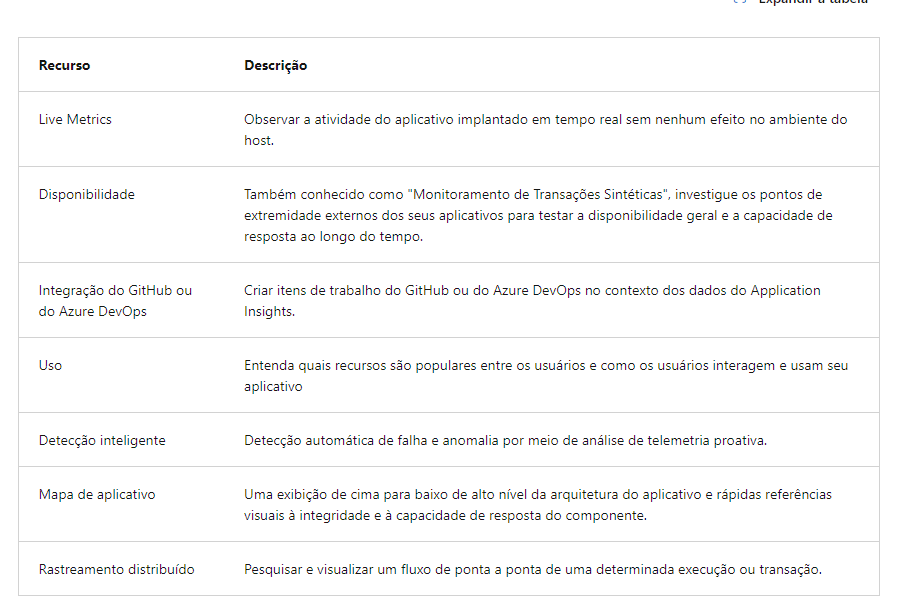 Expandir a tabela
Recurso
Descrição
Live Metrics
Observar a atividade do aplicativo implantado em tempo real sem nenhum efeito no ambiente do
host.
Disponibilidade
Também conhecido como "Monitoramento de Transações Sintéticas", investigue os pontos de
extremidade externos dos seus aplicativos para testar a disponibilidade geral e a capacidade de
resposta ao longo do tempo.
Integração do GitHub ou
do Azure DevOps
Criar itens de trabalho do GitHub ou do Azure DevOps no contexto dos dados do Application
Insights.
Uso
Entenda quais recursos são populares entre os usuários e como os usuários interagem e usam seu
aplicativo
Detecção inteligente
Detecção automática de falha e anomalia por meio de análise de telemetria proativa.
Mapa de aplicativo
Uma exibição de cima para baixo de alto nível da arquitetura do aplicativo e rápidas referências
visuais à integridade e à capacidade de resposta do componente.
Rastreamento distribuído
Pesquisar e visualizar um fluxo de ponta a ponta de uma determinada execução ou transação.